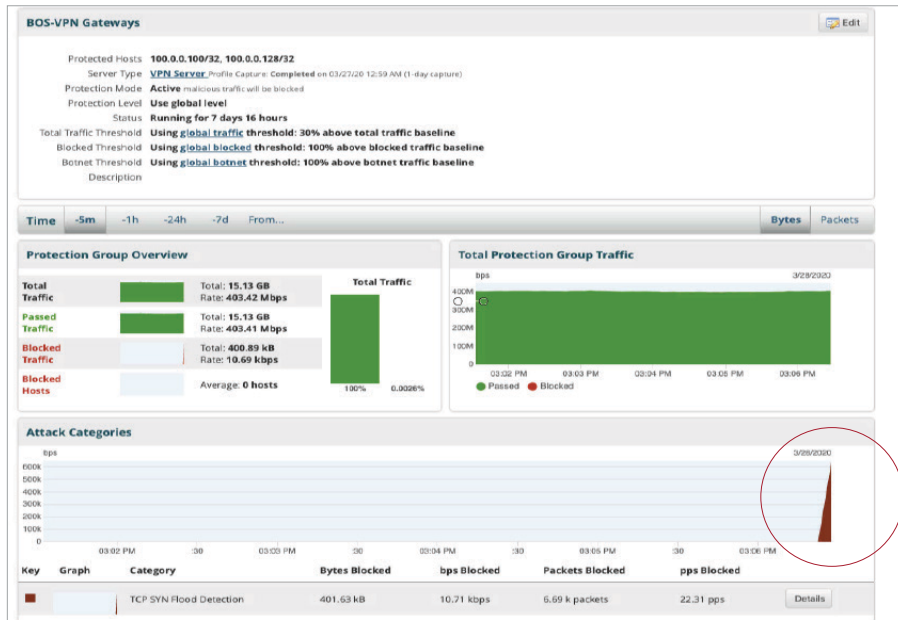 BOS-VPN Gateways
Edit
Protected Hosts 100.0.0.100/32, 100.0.0.128/32
Server Type VPN Server Profile Capture: Completed on 03/27/20 12:59 AM (1-day capture)
Protection Mode Active malicious traffic will be blocked
Protection Level Use global level
Status Running for 7 days 16 hours
Total Traffic Threshold Using global traffic threshold: 30% above total traffic baseline
Blocked Threshold Using global blocked threshold: 100% above blocked traffic baseline
Botnet Threshold Using global botnet threshold: 100% above botnet traffic baseline
Description
Time -5m -1h -24h -7d From... Bytes Packets
Protection Group Overview
Total Traffic
Total: 15.13 GB
Rate: 403.42 Mbps
Passed Traffic
Total: 15.13 GB
Rate: 403.41 Mbps
Blocked Traffic
Total: 400.89 kB
Rate: 10.69 kbps
Blocked Hosts
Average: 0 hosts
Total Traffic
100% 0.0026%
Total Protection Group Traffic
bps 3/28/2020
400M
300M
200M
100M
0
03:02 PM 03:03 PM 03:04 PM 03:05 PM 03:06 PM
Passed Blocked
Attack Categories
bps 3/28/2020
600k
500k
400k
300k
200k
100k
0
03:02 PM :30 03:03 PM :30 03:04 PM :30 03:05 PM :30 03:06 PM
Key Graph Category Bytes Blocked bps Blocked Packets Blocked pps Blocked
TCP SYN Flood Detection 401.63 kB 10.71 kbps 6.69 k packets 22.31 pps Details